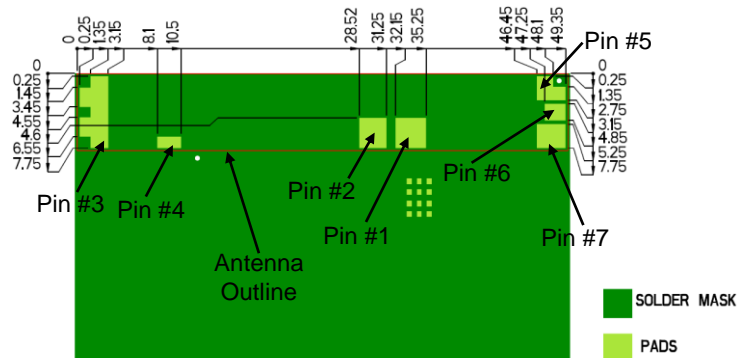 0
0.25
1.35
3.15
8.1
10.5
28.52
31.25
32.15
35.25
46.45
47.25
48.1
49.35
Pin #5
0
0.25
1.45
3.45
4.55
4.6
6.55
7.75
0
0.25
1.35
2.75
3.15
4.85
5.25
7.75
Pin #3
Pin #4
Pin #2
Pin #1
Pin #6
Pin #7
Antenna
Outline
SOLDER MASK
PADS